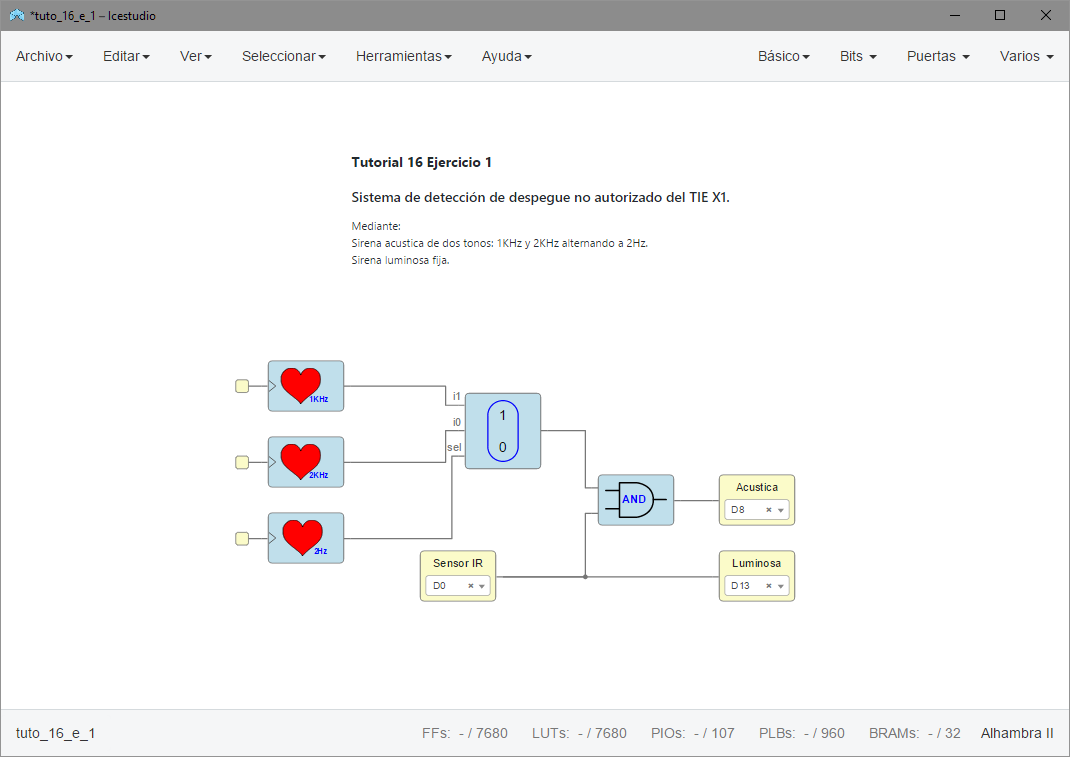 *tuto_16_e_1 – Icestudio
Archivo Editar Ver Seleccionar Herramientas Ayuda Básico Bits Puertas Varios
Tutorial 16 Ejercicio 1
Sistema de detección de despegue no autorizado del TIE X1.
Mediante:
Sirena acustica de dos tonos: 1KHz y 2KHz alternando a 2Hz.
Sirena luminosa fija.
1KHz
i1
i0
sel
1
0
2KHz
2Hz
AND
Acustica
D8
Sensor IR
D0
Luminosa
D13
tuto_16_e_1 FFs: - / 7680 LUTs: - / 7680 PIOs: - / 107 PLBs: - / 960 BRAMs: - / 32 Alhambra II